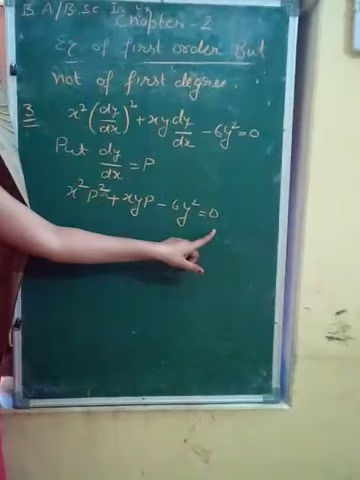 B A/B.Sc
Chapter-2
Eq of first order But
not of first degree.
3 x²(dy/dx)² + xy dy/dx - 6y² = 0
Put dy/dx = P
x²p² + xyp - 6y² = 0